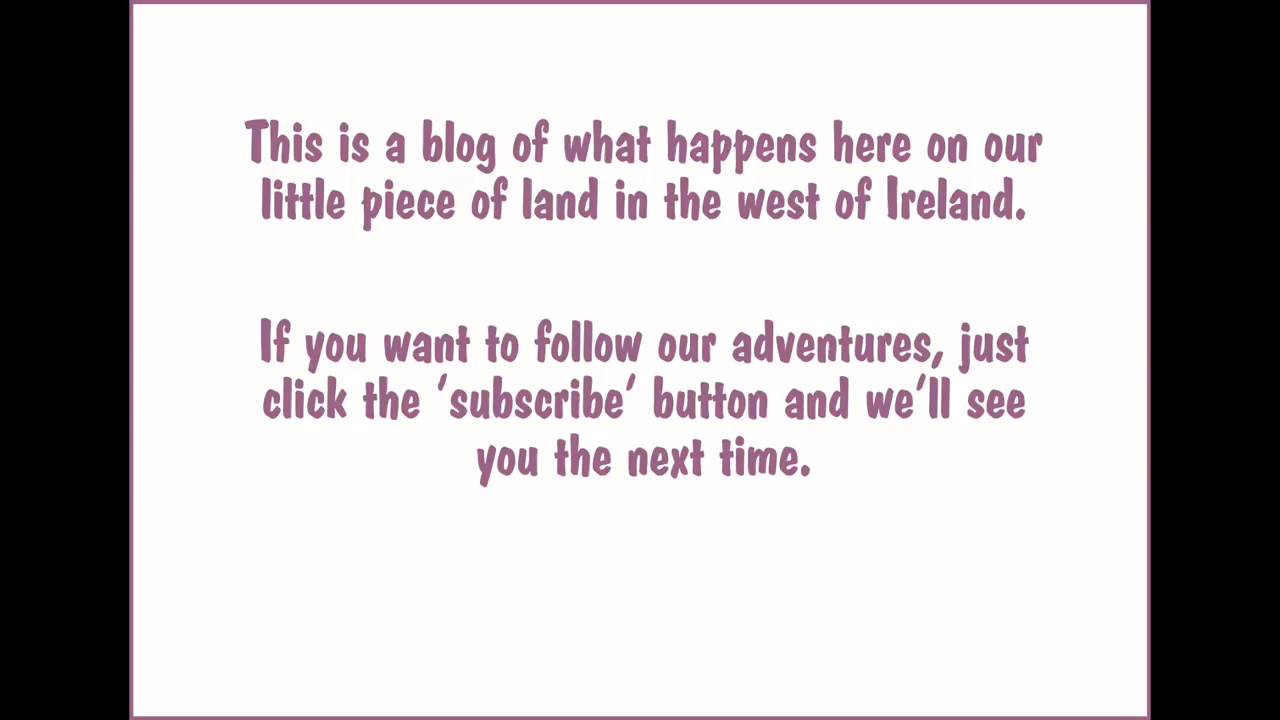 This is a blog of what happens here on our
little piece of land in the west of Ireland.
If you want to follow our adventures, just
click the ‘subscribe’ button and we’ll see
you the next time.